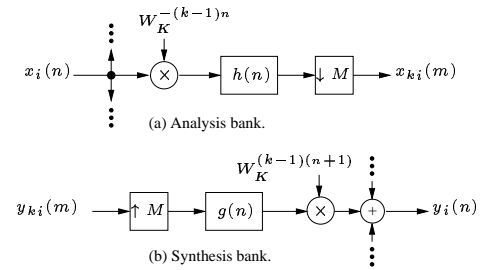 W_K^{-(k-1)n}
x_i(n) × h(n) ↓ M x_{ki}(m)
(a) Analysis bank.
W_K^{(k-1)(n+1)}
y_{ki}(m) ↑ M g(n) × + y_i(n)
(b) Synthesis bank.